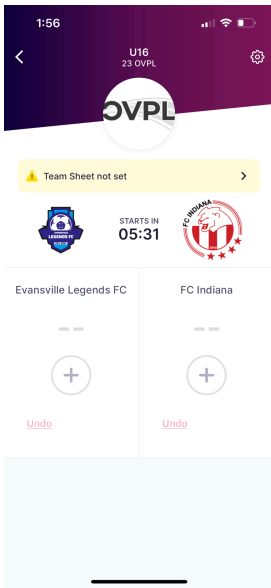 1:56
U16
23 OVPL
OVPL
Team Sheet not set
LEGENDS FC
STARTS IN
05:31
FC INDIANA
Evansville Legends FC
FC Indiana
Undo
Undo